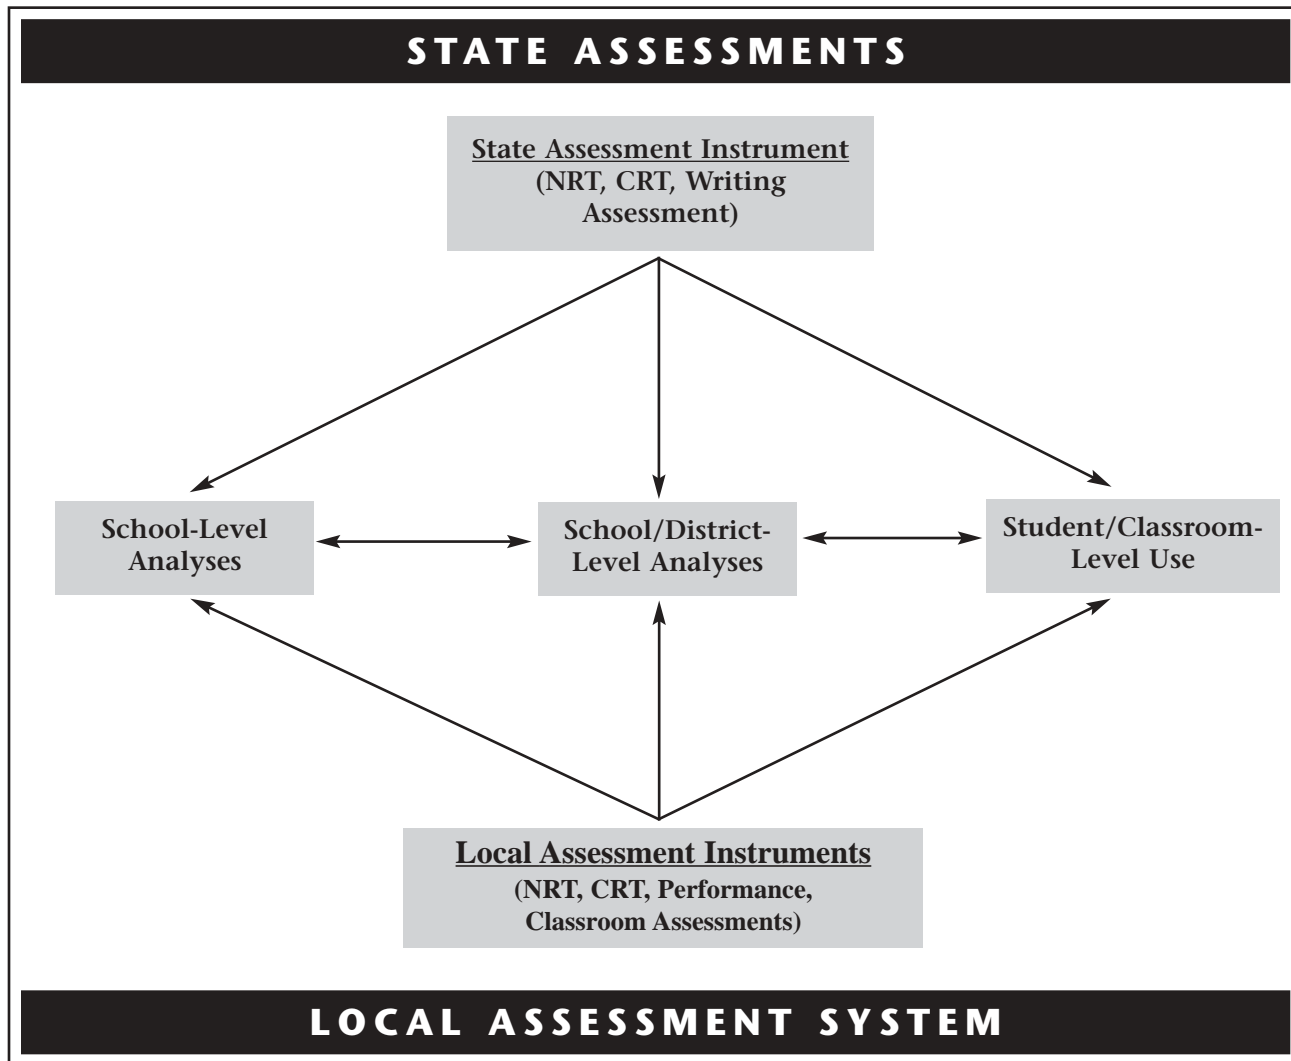 STATE ASSESSMENTS
State Assessment Instrument
(NRT, CRT, Writing
Assessment)
School-Level
Analyses
School/District-
Level Analyses
Student/Classroom-
Level Use
Local Assessment Instruments
(NRT, CRT, Performance,
Classroom Assessments)
LOCAL ASSESSMENT SYSTEM